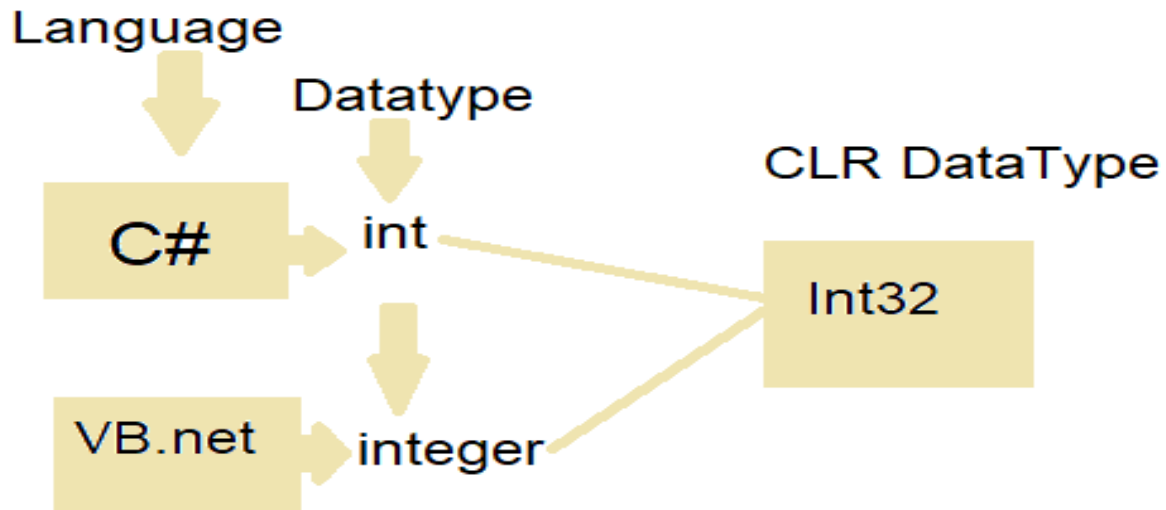 Language
Datatype
CLR DataType
C#
int
Int32
VB.net
integer